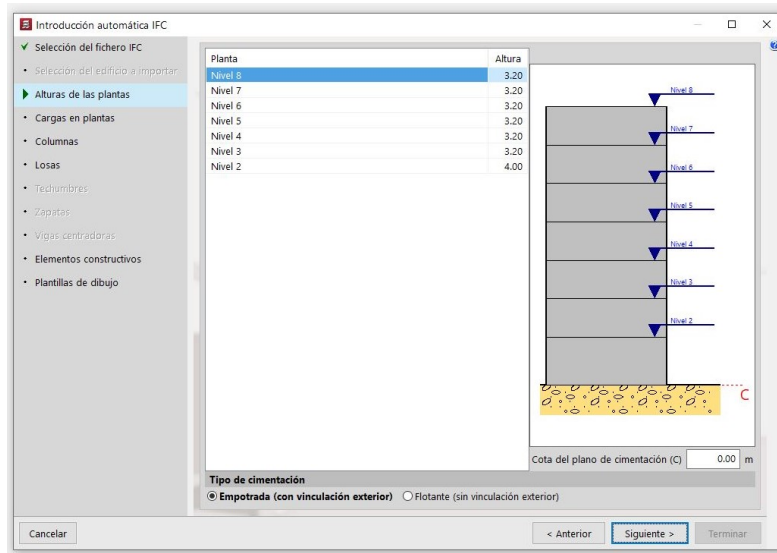 Introducción automática IFC
Selección del fichero IFC
Selección del edificio a importar
Alturas de las plantas
Cargas en plantas
Columnas
Losas
Techumbres
Zapatas
Vigas centradoras
Elementos constructivos
Plantillas de dibujo
Planta Altura
Nivel 8 3.20
Nivel 7 3.20
Nivel 6 3.20
Nivel 5 3.20
Nivel 4 3.20
Nivel 3 3.20
Nivel 2 4.00
Nivel 8
Nivel 7
Nivel 6
Nivel 5
Nivel 4
Nivel 3
Nivel 2
C
Cota del plano de cimentación (C) 0.00 m
Tipo de cimentación
Empotrada (con vinculación exterior) Flotante (sin vinculación exterior)
Cancelar < Anterior Siguiente > Terminar